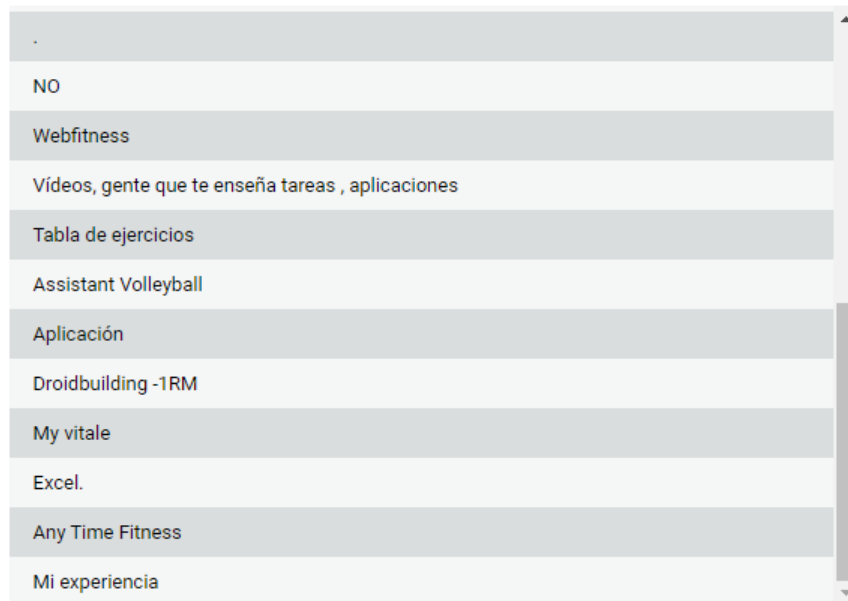 .
NO
Webfitness
Vídeos, gente que te enseña tareas , aplicaciones
Tabla de ejercicios
Assistant Volleyball
Aplicación
Droidbuilding -1RM
My vitale
Excel.
Any Time Fitness
Mi experiencia